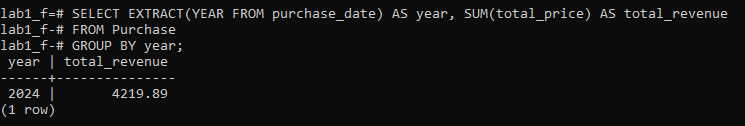 lab1_f=# SELECT EXTRACT(YEAR FROM purchase_date) AS year, SUM(total_price) AS total_revenue
lab1_f-# FROM Purchase
lab1_f-# GROUP BY year;
 year | total_revenue
------+---------------
 2024 |       4219.89
(1 row)